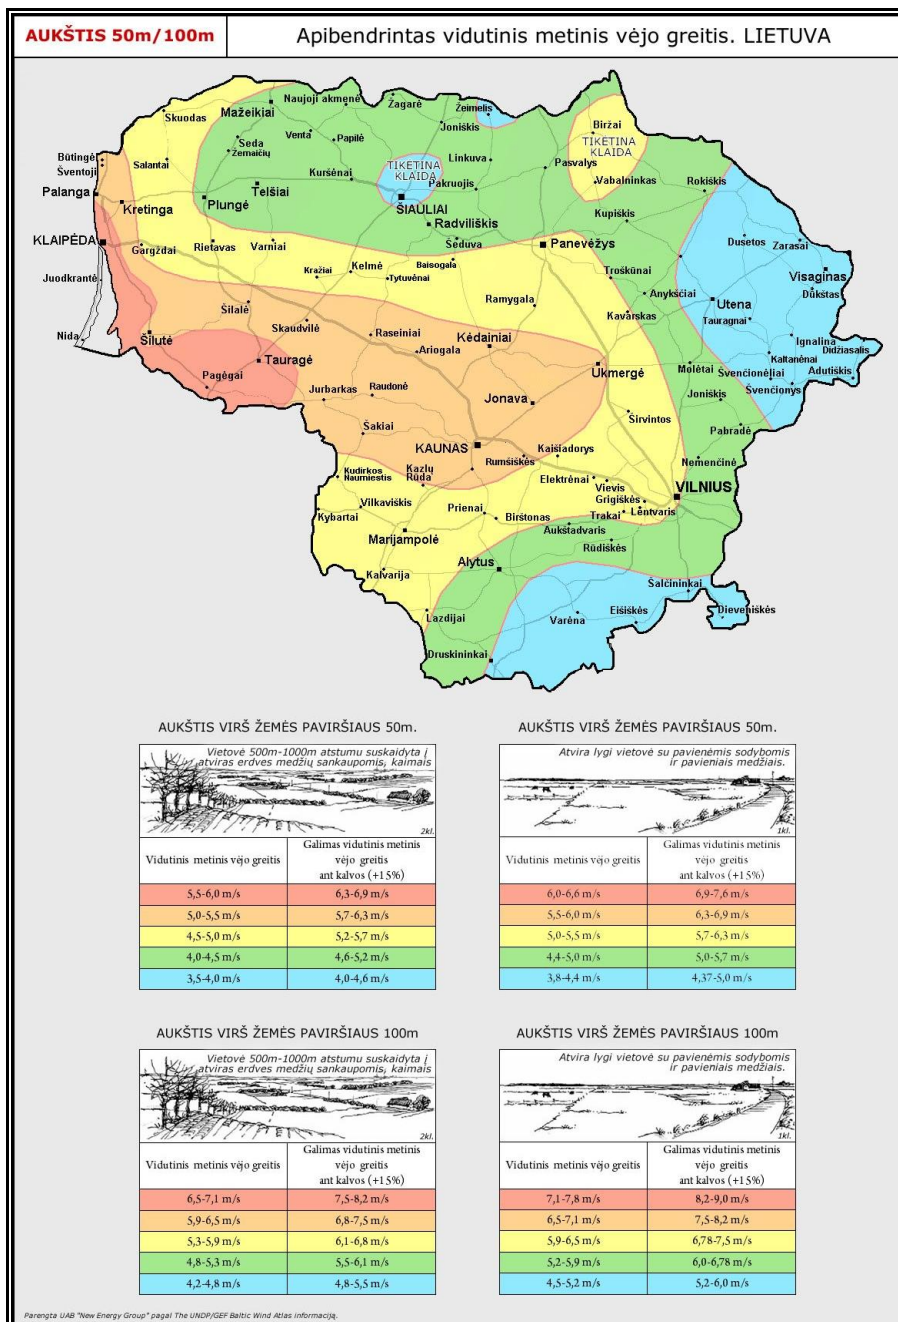 AUKŠTIS 50m/100m
Apibendrintas vidutinis metinis vėjo greitis. LIETUVA
Naujoji akmenė
Žagarė
Žeimelis
Skuodas
Mažeikiai
Joniškis
Biržai
Seda
Venta
Papilė
TIKĖTINA
KLAIDA
Žemaičių
Būtingė
Salantai
Linkuva
Pasvalys
Šventoji
TIKĖTINA
KLAIDA
Kuršėnai
Telšiai
Pakruojis
Vabalninkas
Rokiškis
Palanga
Kretinga
Plungė
ŠIAULIAI
Radviliškis
Kupiškis
KLAIPĖDA
Gargždai
Rietavas
Varniai
Šeduva
Panevėžys
Dusetos
Zarasai
Baisogala
Kražiai
Kelmė
Tytuvėnai
Troškūnai
Visaginas
Juodkrantė
Anykščiai
Dūkštas
Utena
Šilalė
Ramygala
Kavarskas
Tauragnai
Skaudvilė
Raseiniai
Nida
Šilutė
Kėdainiai
Ignalina
Didžiasalis
Ariogala
Tauragė
Kaltanėnai
Ukmergė
Molėtai
Švenčionėliai
Adutiškis
Pagėgai
Jurbarkas
Raudonė
Švenčionys
Jonava
Joniškis
Širvintos
Šakiai
Pabradė
KAUNAS
Rumšiškės
Kaišiadorys
Nemenčinė
Kudirkos
Naumiestis
Kazlų
Rūda
Elektrėnai
Vievis
VILNIUS
Grigiškės
Vilkaviškis
Kybartai
Prienai
Birštonas
Trakai
Lentvaris
Aukštadvaris
Marijampolė
Rūdiškės
Alytus
Kalvarija
Šalčininkai
Lazdijai
Varėna
Eišiškės
Dieveniškės
Druskininkai
AUKŠTIS VIRŠ ŽEMĖS PAVIRŠIAUS 50m.
Vietovė 500m-1000m atstumu suskaidyta į
atviras erdves medžių sankaupomis, kaimais
2kl.
Vidutinis metinis vėjo greitis
Galimas vidutinis metinis
vėjo greitis
ant kalvos (+15%)
5,5-6,0 m/s 6,3-6,9 m/s
5,0-5,5 m/s 5,7-6,3 m/s
4,5-5,0 m/s 5,2-5,7 m/s
4,0-4,5 m/s 4,6-5,2 m/s
3,5-4,0 m/s 4,0-4,6 m/s
AUKŠTIS VIRŠ ŽEMĖS PAVIRŠIAUS 50m.
Atvira lygi vietovė su pavienėmis sodybomis
ir pavieniais medžiais.
1kl.
Vidutinis metinis vėjo greitis
Galimas vidutinis metinis
vėjo greitis
ant kalvos (+15%)
6,0-6,6 m/s 6,9-7,6 m/s
5,5-6,0 m/s 6,3-6,9 m/s
5,0-5,5 m/s 5,7-6,3 m/s
4,4-5,0 m/s 5,0-5,7 m/s
3,8-4,4 m/s 4,37-5,0 m/s
AUKŠTIS VIRŠ ŽEMĖS PAVIRŠIAUS 100m
Vietovė 500m-1000m atstumu suskaidyta į
atviras erdves medžių sankaupomis, kaimais
2kl.
Vidutinis metinis vėjo greitis
Galimas vidutinis metinis
vėjo greitis
ant kalvos (+15%)
6,5-7,1 m/s 7,5-8,2 m/s
5,9-6,5 m/s 6,8-7,5 m/s
5,3-5,9 m/s 6,1-6,8 m/s
4,8-5,3 m/s 5,5-6,1 m/s
4,2-4,8 m/s 4,8-5,5 m/s
AUKŠTIS VIRŠ ŽEMĖS PAVIRŠIAUS 100m
Atvira lygi vietovė su pavienėmis sodybomis
ir pavieniais medžiais.
1kl.
Vidutinis metinis vėjo greitis
Galimas vidutinis metinis
vėjo greitis
ant kalvos (+15%)
7,1-7,8 m/s 8,2-9,0 m/s
6,5-7,1 m/s 7,5-8,2 m/s
5,9-6,5 m/s 6,78-7,5 m/s
5,2-5,9 m/s 6,0-6,78 m/s
4,5-5,2 m/s 5,2-6,0 m/s
Parengta UAB "New Energy Group" pagal The UNDP/GEF Baltic Wind Atlas informaciją.